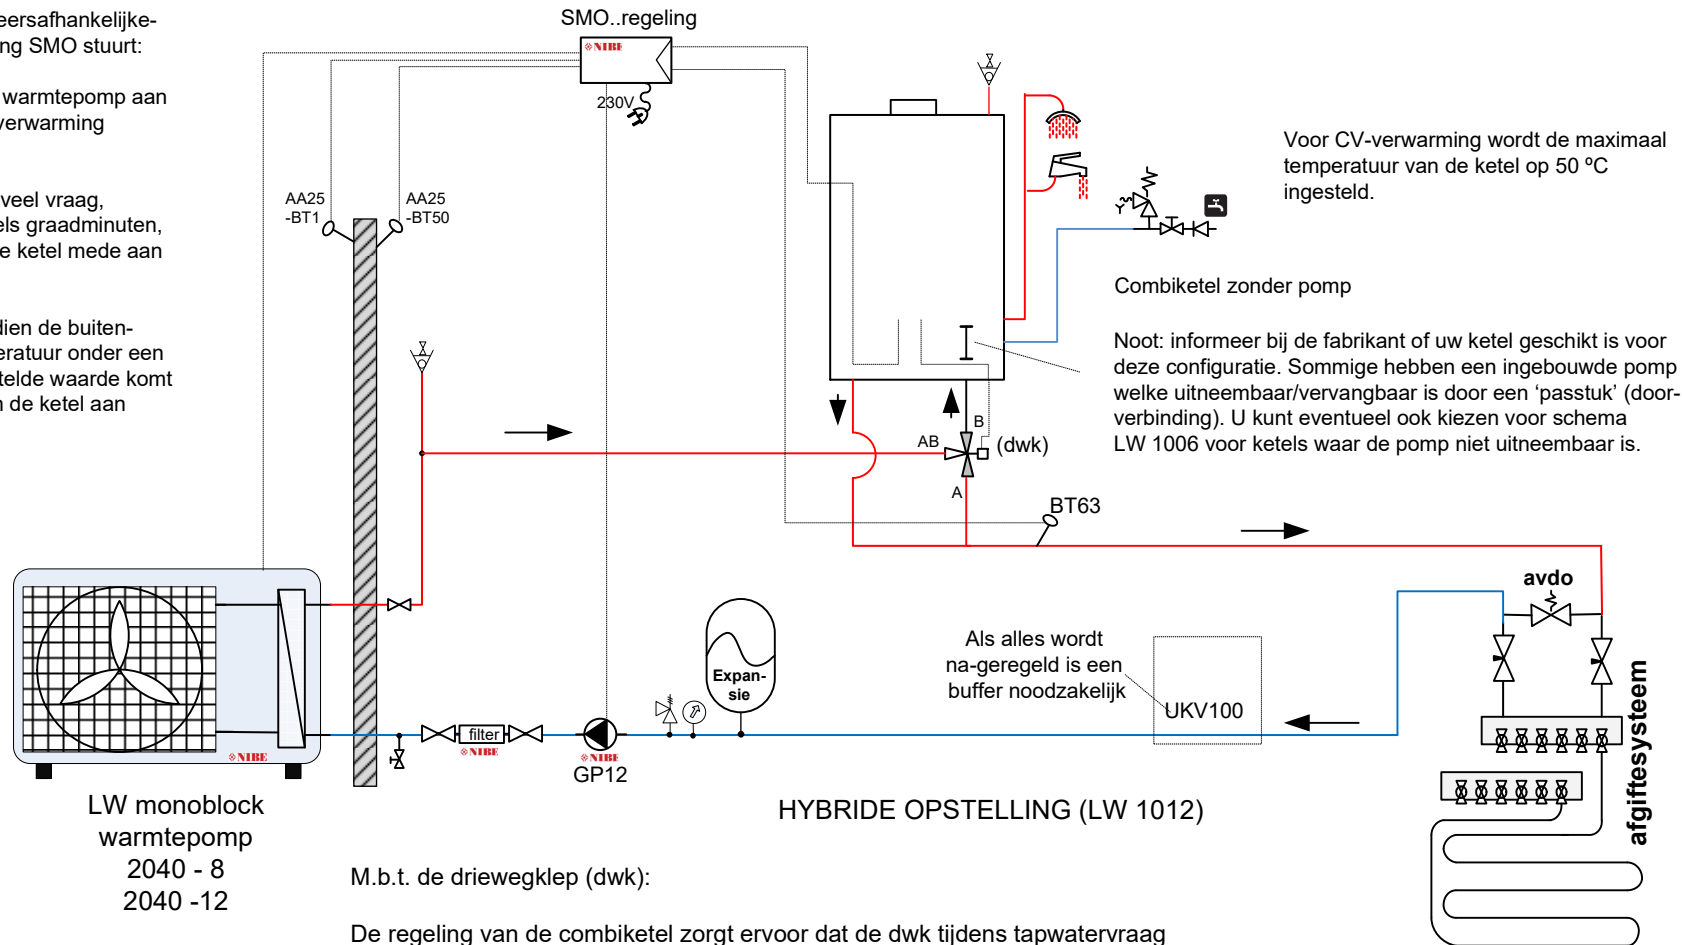 eersafhankelijke-
ng SMO stuurt:
warmtepomp aan
verwarming
veel vraag,
els graadminuten,
e ketel mede aan
dien de buiten-
eratuur onder een
telde waarde komt
n de ketel aan
SMO..regeling
NIBE
230V
AA25
-BT1
AA25
-BT50
Voor CV-verwarming wordt de maximaal
temperatuur van de ketel op 50 ºC
ingesteld.
Combiketel zonder pomp
Noot: informeer bij de fabrikant of uw ketel geschikt is voor
deze configuratie. Sommige hebben een ingebouwde pomp
welke uitneembaar/vervangbaar is door een ‘passtuk’ (door-
verbinding). U kunt eventueel ook kiezen voor schema
LW 1006 voor ketels waar de pomp niet uitneembaar is.
B
AB
(dwk)
A
BT63
avdo
Als alles wordt
na-geregeld is een
buffer noodzakelijk
UKV100
Expan-
sie
filter
NIBE
NIBE
GP12
NIBE
afgiftesysteem
LW monoblock
warmtepomp
2040 - 8
2040 -12
HYBRIDE OPSTELLING (LW 1012)
M.b.t. de driewegklep (dwk):
De regeling van de combiketel zorgt ervoor dat de dwk tijdens tapwatervraag